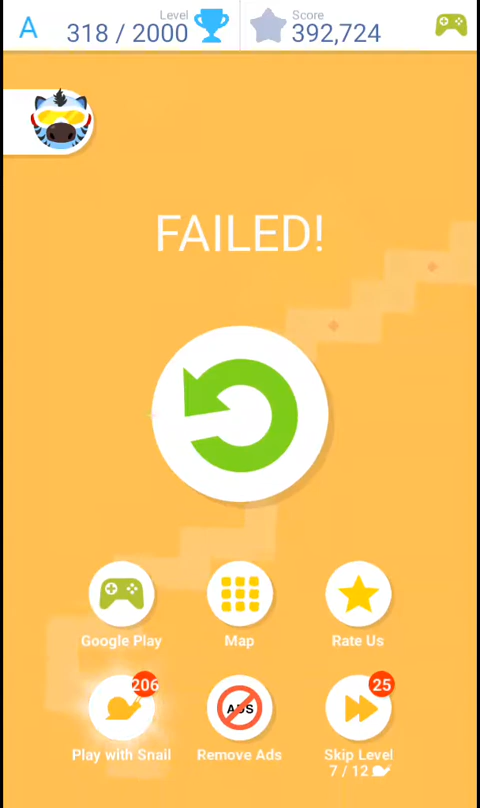 A
Level
318 / 2000
Score
392,724
FAILED!
Google Play
Map
Rate Us
206
ADS
25
Play with Snail
Remove Ads
Skip Level
7 / 12